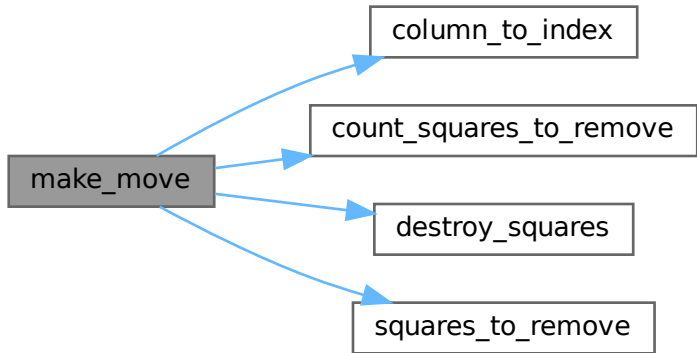 column_to_index
count_squares_to_remove
make_move
destroy_squares
squares_to_remove